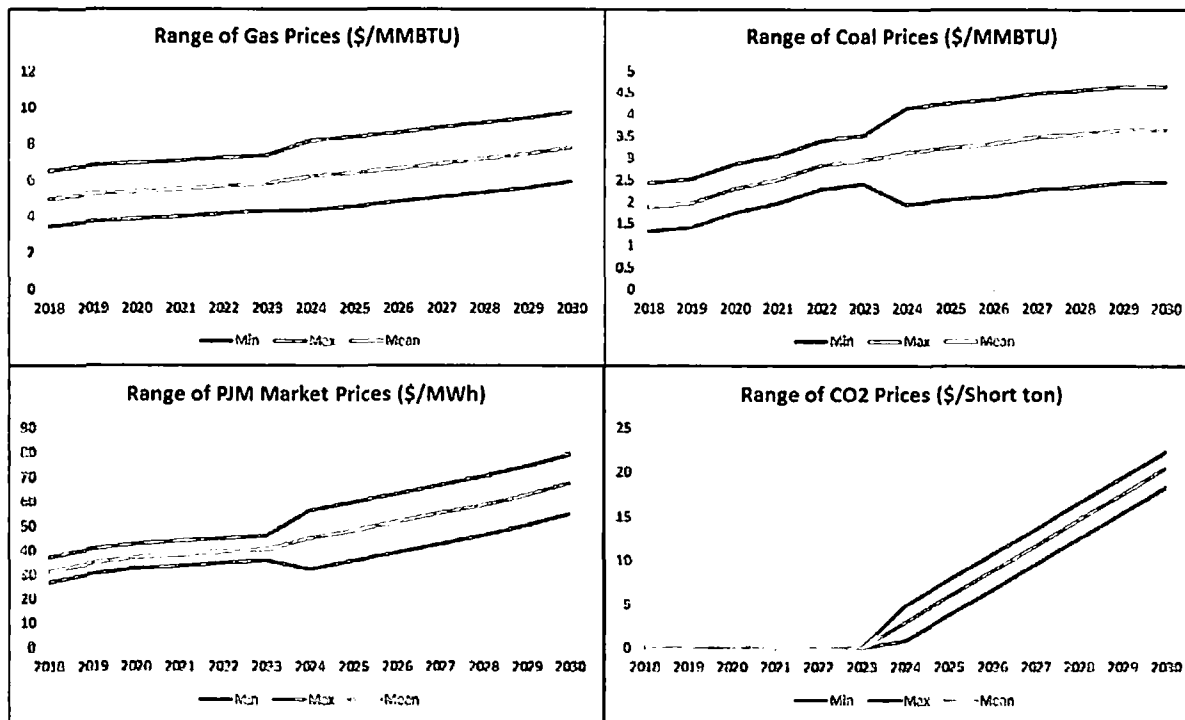 Range of Gas Prices ($/MMBTU)
12
10
8
6
4
2
0
2018 2019 2020 2021 2022 2023 2024 2025 2026 2027 2028 2029 2030
Min Max Mean
Range of Coal Prices ($/MMBTU)
5
4.5
4
3.5
3
2.5
2
1.5
1
0.5
0
2018 2019 2020 2021 2022 2023 2024 2025 2026 2027 2028 2029 2030
Min Max Mean
Range of PJM Market Prices ($/MWh)
90
80
70
60
50
40
30
20
10
0
2018 2019 2020 2021 2022 2023 2024 2025 2026 2027 2028 2029 2030
Min Max Mean
Range of CO2 Prices ($/Short ton)
25
20
15
10
5
0
2018 2019 2020 2021 2022 2023 2024 2025 2026 2027 2028 2029 2030
Min Max Mean